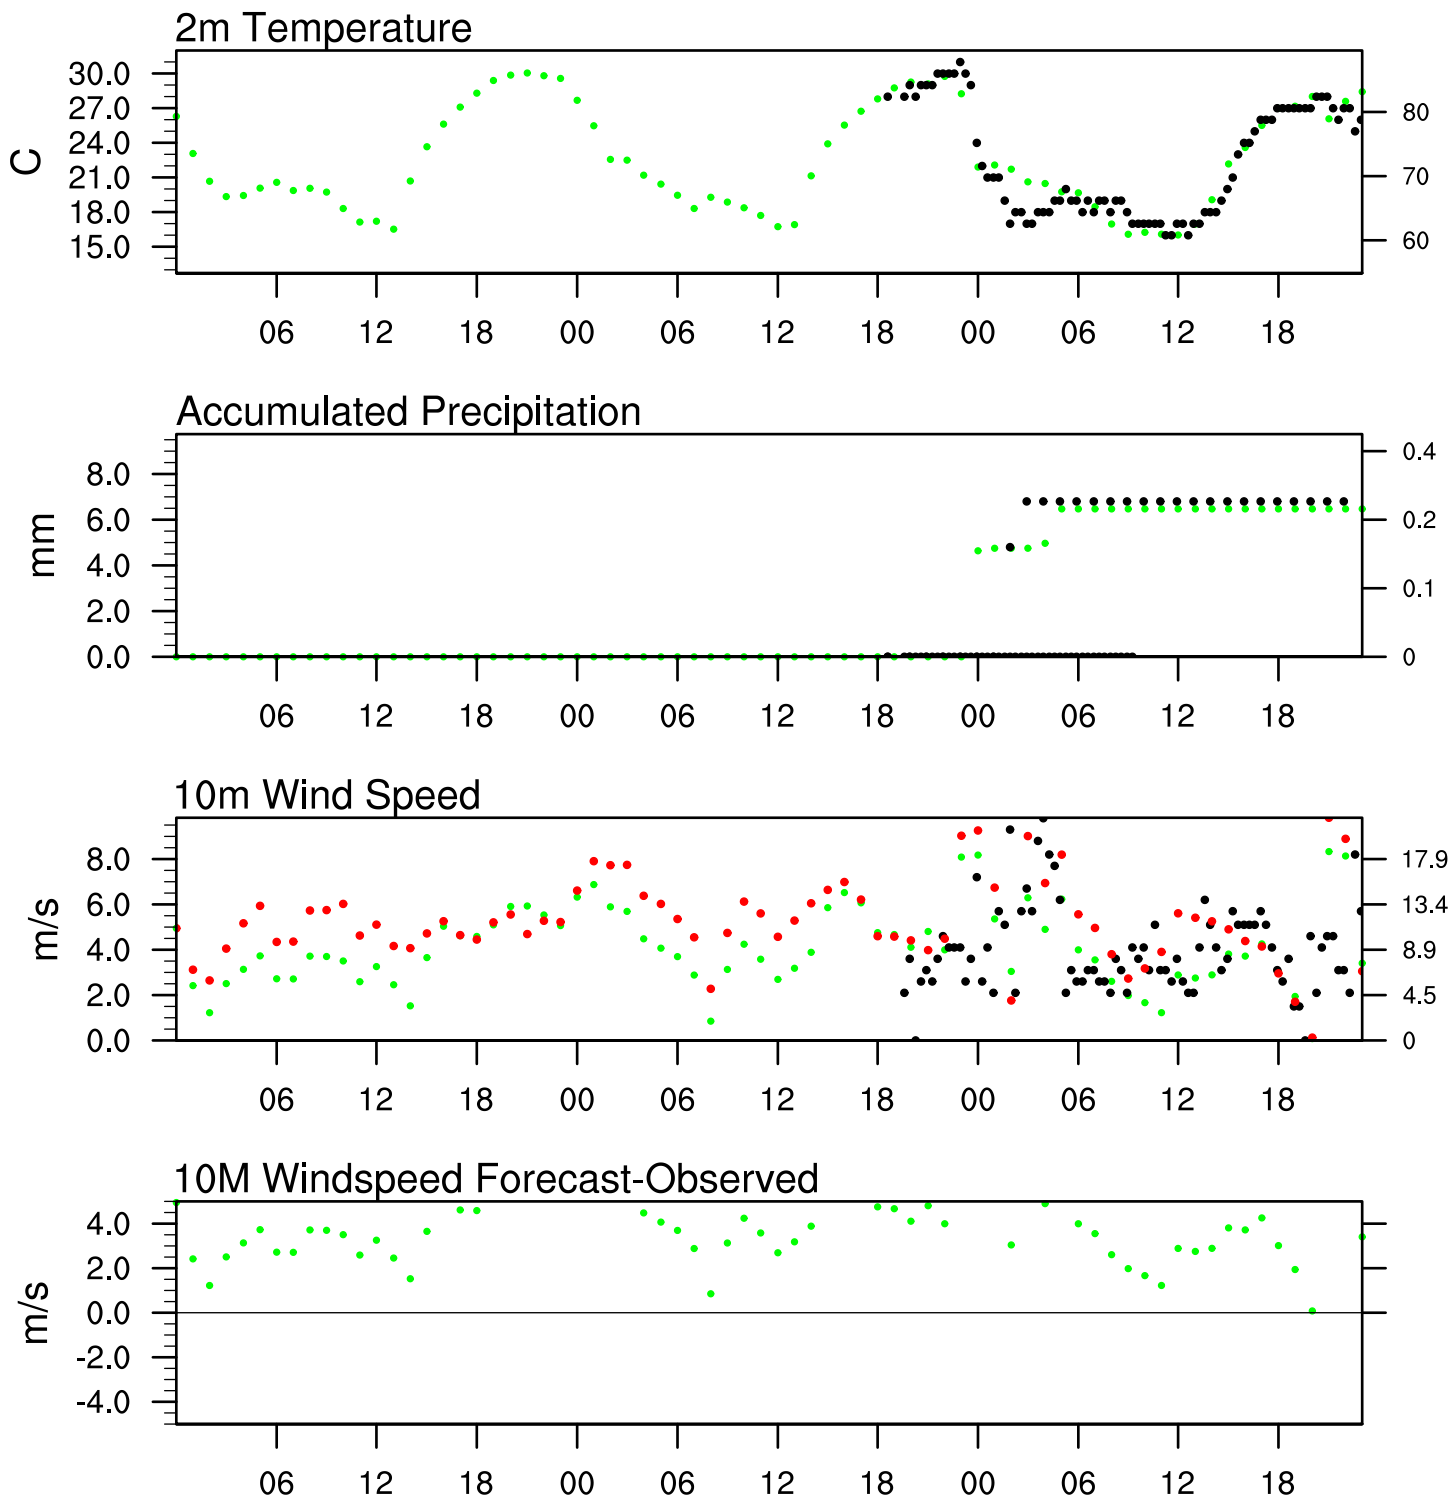 2m Temperature
C
30.0
27.0
24.0
21.0
18.0
15.0
80
70
60
06 12 18 00 06 12 18 00 06 12 18
Accumulated Precipitation
mm
8.0
6.0
4.0
2.0
0.0
0.4
0.2
0.1
0
06 12 18 00 06 12 18 00 06 12 18
10m Wind Speed
m/s
8.0
6.0
4.0
2.0
0.0
17.9
13.4
8.9
4.5
0
06 12 18 00 06 12 18 00 06 12 18
10M Windspeed Forecast-Observed
m/s
4.0
2.0
0.0
-2.0
-4.0
06 12 18 00 06 12 18 00 06 12 18